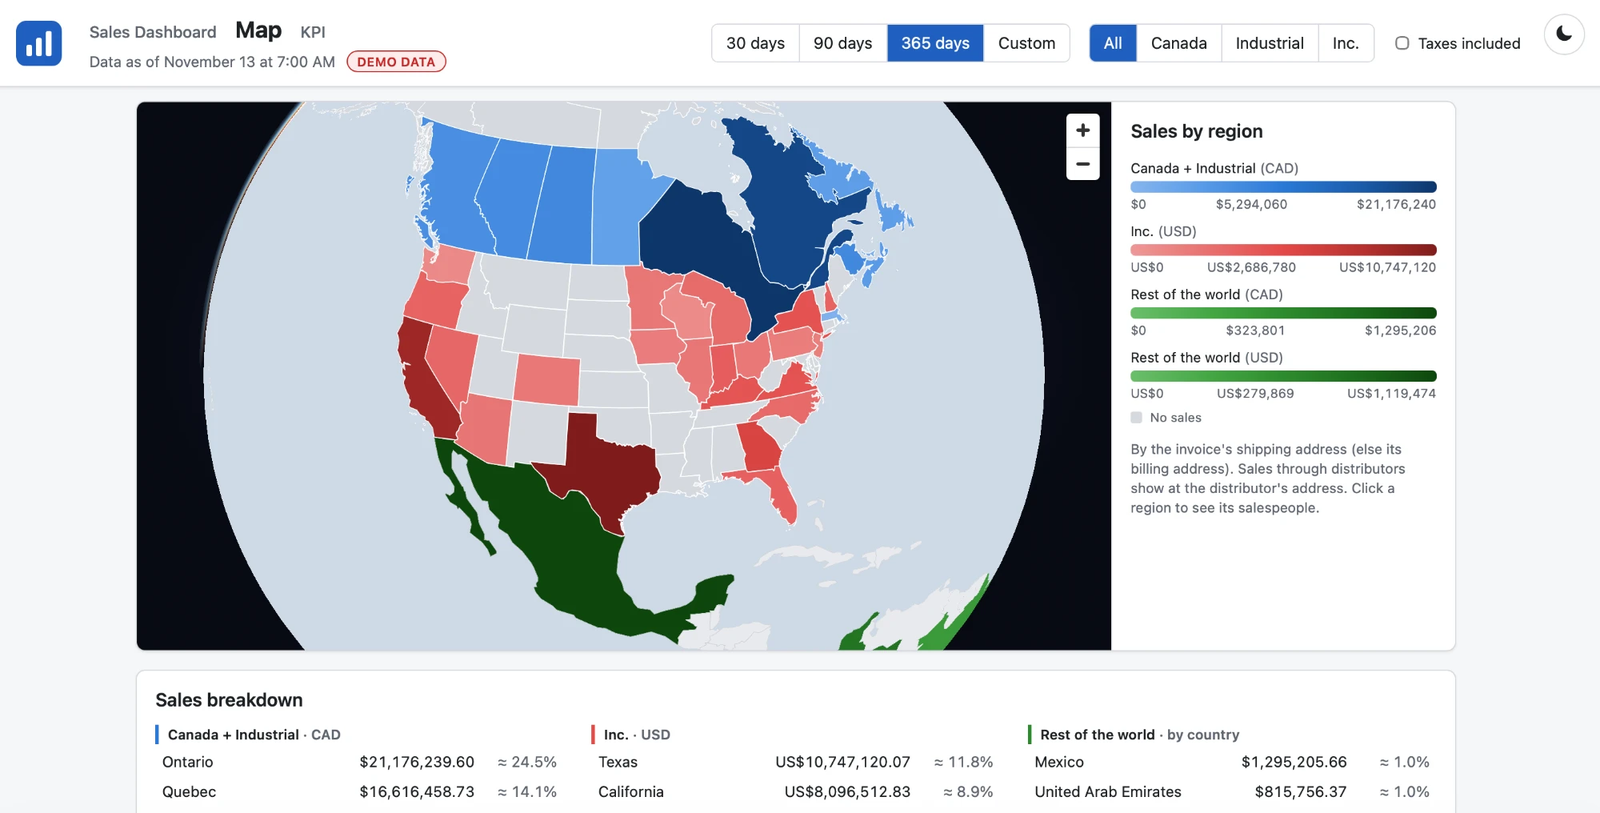 Sales Dashboard Map KPI
Data as of November 13 at 7:00 AM DEMO DATA
30 days 90 days 365 days Custom
All Canada Industrial Inc.
Taxes included
+
−
Sales by region
Canada + Industrial (CAD)
$0 $5,294,060 $21,176,240
Inc. (USD)
US$0 US$2,686,780 US$10,747,120
Rest of the world (CAD)
$0 $323,801 $1,295,206
Rest of the world (USD)
US$0 US$279,869 US$1,119,474
No sales
By the invoice's shipping address (else its
billing address). Sales through distributors
show at the distributor's address. Click a
region to see its salespeople.
Sales breakdown
Canada + Industrial · CAD
Ontario $21,176,239.60 ≈ 24.5%
Quebec $16,616,458.73 ≈ 14.1%
Inc. · USD
Texas US$10,747,120.07 ≈ 11.8%
California US$8,096,512.83 ≈ 8.9%
Rest of the world · by country
Mexico $1,295,205.66 ≈ 1.0%
United Arab Emirates $815,756.37 ≈ 1.0%